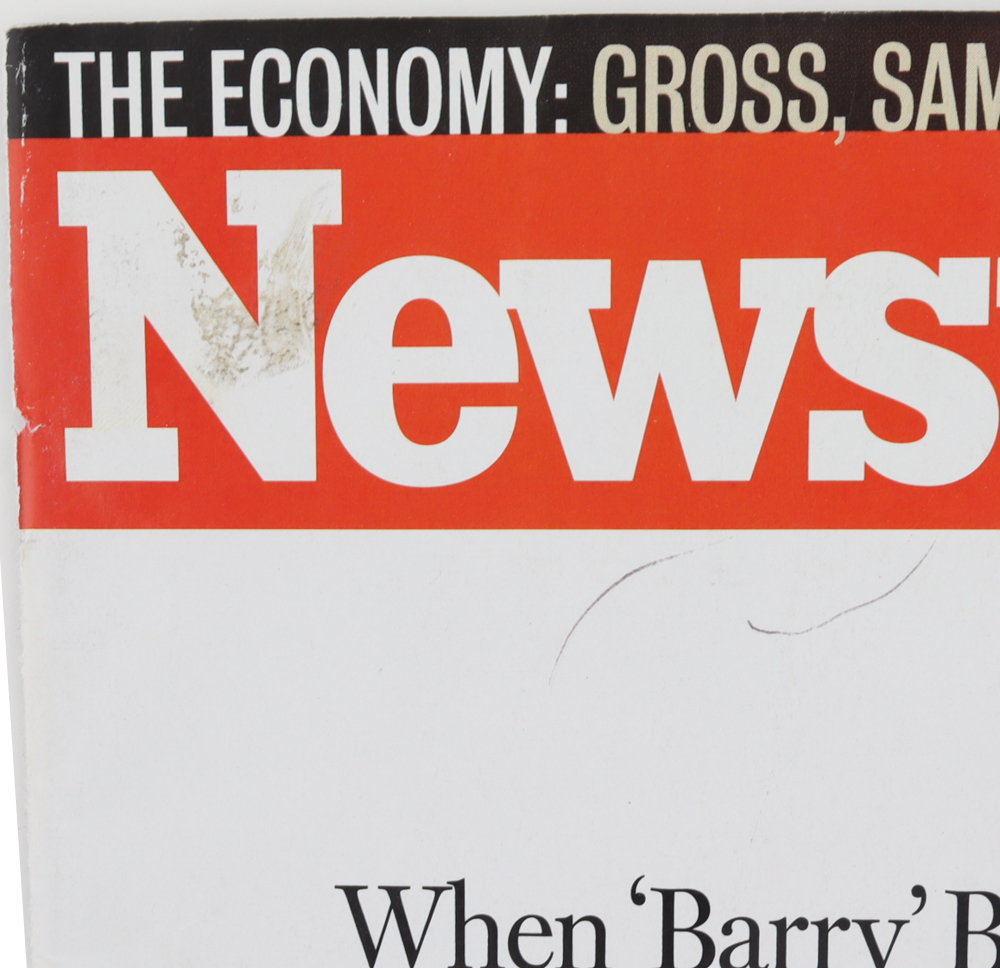 THE ECONOMY: GROSS, SAM
News
When ‘Barry’ B